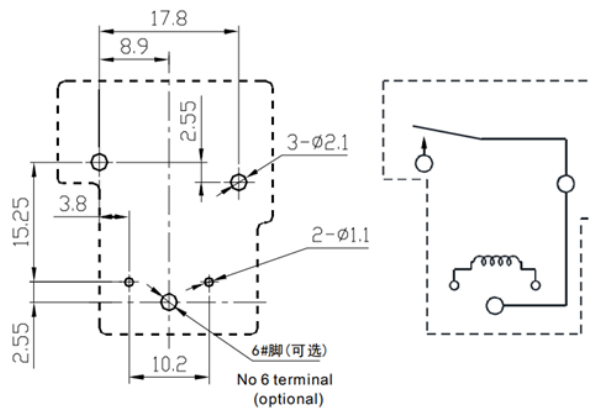 17.8
8.9
2.55
3-Ø2.1
3.8
15.25
2-Ø1.1
2.55
6#脚(可选)
10.2
No 6 terminal
(optional)